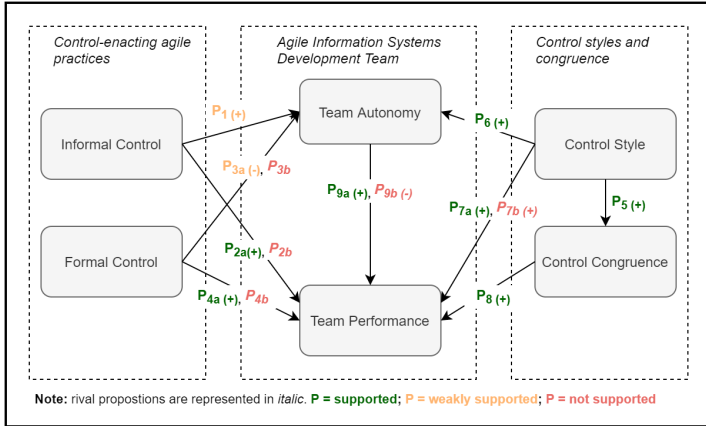 Control-enacting agile
practices
Agile Information Systems
Development Team
Control styles and
congruence
Informal Control
Formal Control
Team Autonomy
Team Performance
Control Style
Control Congruence
P1 (+)
P3a (-), P3b
P2a(+), P2b
P4a (+), P4b
P9a (+), P9b (-)
P6 (+)
P7a (+), P7b (+)
P5 (+)
P8 (+)
Note: rival propostions are represented in italic. P = supported; P = weakly supported; P = not supported